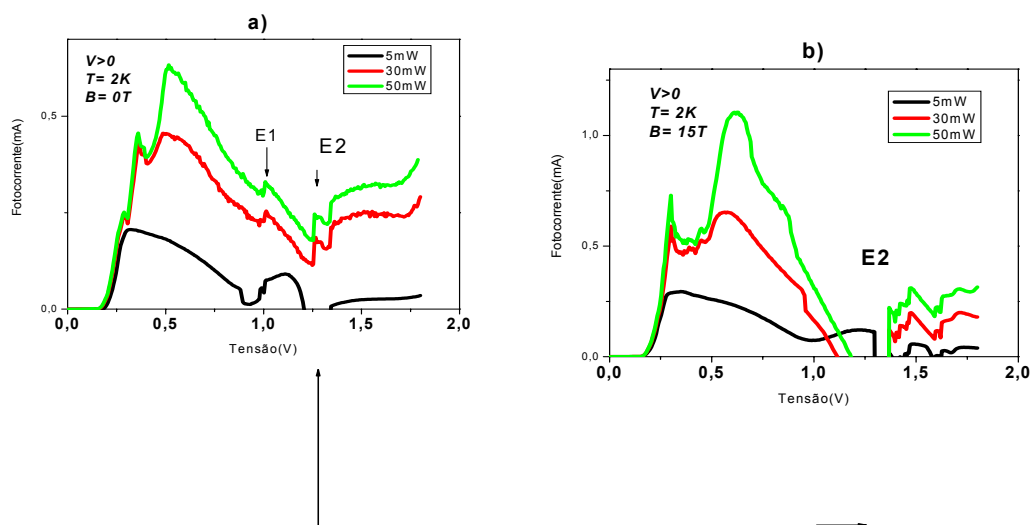 a)
V>0
T= 2K
B= 0T
5mW
30mW
50mW
E1
E2
0,5
0,0
0,0
0,5
1,0
1,5
2,0
Fotocorrente(mA)
Tensão(V)
b)
V>0
T= 2K
B= 15T
5mW
30mW
50mW
E2
1,0
0,5
0,0
0,0
0,5
1,0
1,5
2,0
Fotocorrente(mA)
Tensão(V)